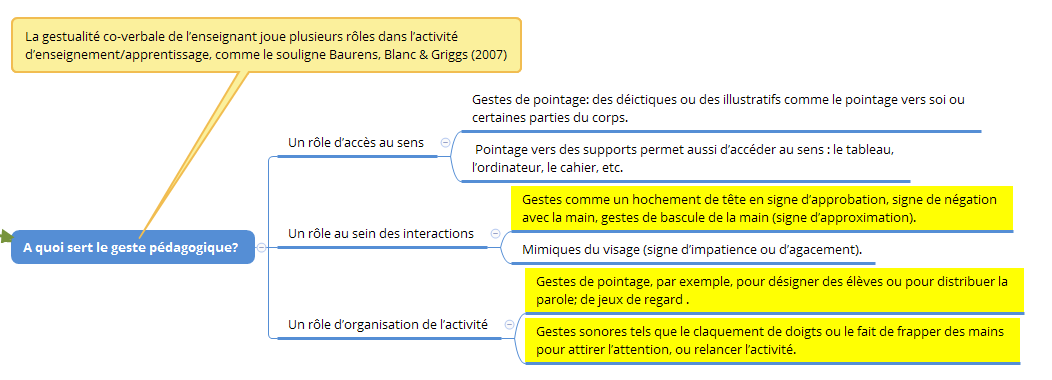 La gestualité co-verbale de l'enseignant joue plusieurs rôles dans l'activité
d'enseignement/apprentissage, comme le souligne Baurens, Blanc & Griggs (2007)
A quoi sert le geste pédagogique?
Un rôle d'accès au sens
Gestes de pointage: des déictiques ou des illustratifs comme le pointage vers soi ou
certaines parties du corps.
Pointage vers des supports permet aussi d'accéder au sens : le tableau,
l'ordinateur, le cahier, etc.
Un rôle au sein des interactions
Gestes comme un hochement de tête en signe d'approbation, signe de négation
avec la main, gestes de bascule de la main (signe d'approximation).
Mimiques du visage (signe d'impatience ou d'agacement).
Un rôle d'organisation de l'activité
Gestes de pointage, par exemple, pour désigner des élèves ou pour distribuer la
parole; de jeux de regard .
Gestes sonores tels que le claquement de doigts ou le fait de frapper des mains
pour attirer l'attention, ou relancer l'activité.